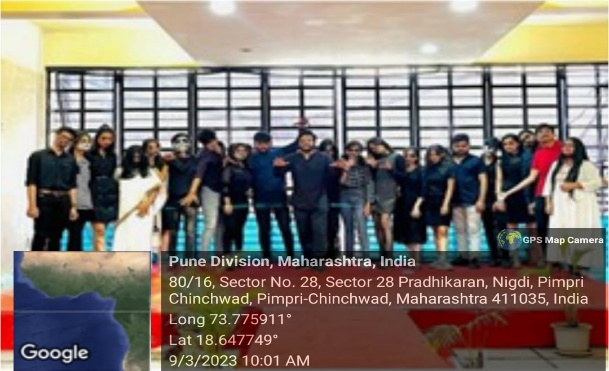 GPS Map Camera
Pune Division, Maharashtra, India
80/16, Sector No. 28, Sector 28 Pradhikaran, Nigdi, Pimpri
Chinchwad, Pimpri-Chinchwad, Maharashtra 411035, India
Long 73.775911°
Lat 18.647749°
9/3/2023 10:01 AM
Google